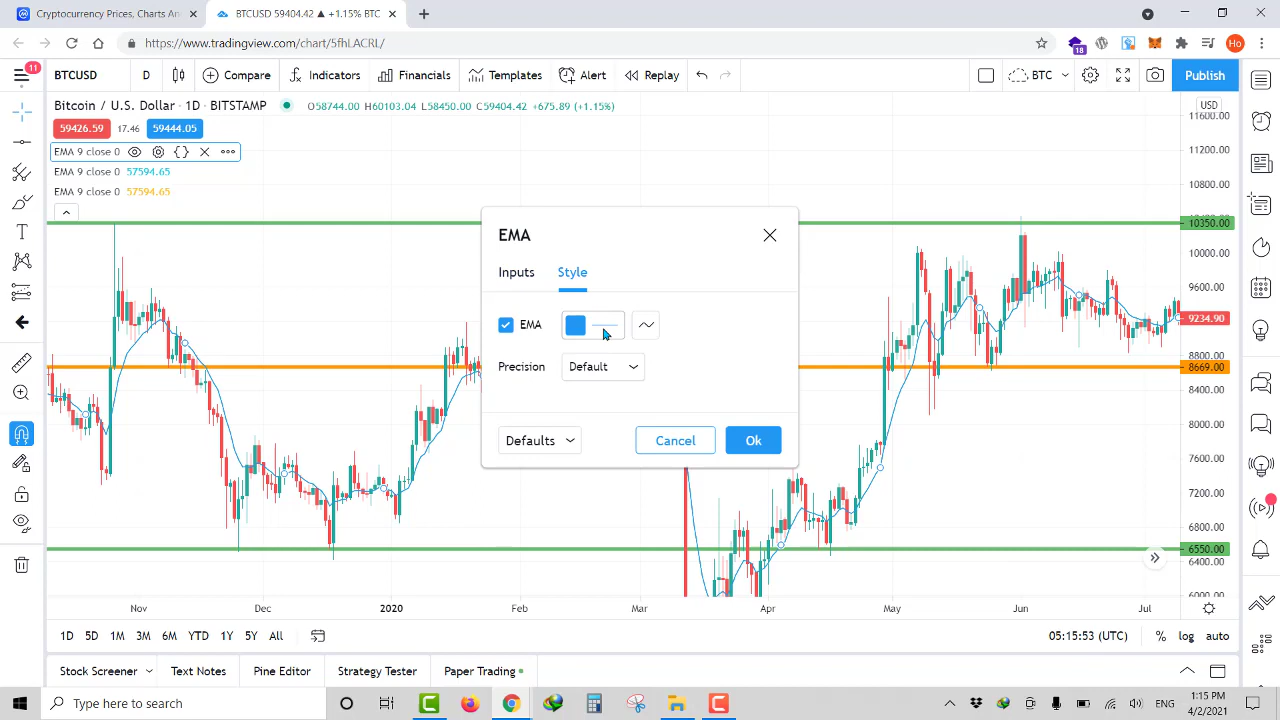 Cryptocurrency Prices, Charts An
BTCUSD 59404.42 ▲ +1.15% BTC
https://www.tradingview.com/chart/5fhLACRL/
18
Ho
11
BTCUSD
D
Compare
Indicators
Financials
Templates
Alert
Replay
BTC
Publish
Bitcoin / U.S. Dollar · 1D · BITSTAMP
O58744.00 H60103.04 L58450.00 C59404.42 +675.89 (+1.15%)
USD
59426.59
17.46
59444.05
EMA 9 close 0
EMA 9 close 0
57594.65
EMA 9 close 0
57594.65
11600.00
11200.00
10800.00
10350.00
10000.00
9600.00
9234.90
8800.00
8669.00
8400.00
8000.00
7600.00
7200.00
6800.00
6550.00
6400.00
6000.00
EMA
Inputs
Style
EMA
Precision
Default
Defaults
Cancel
Ok
Nov
Dec
2020
Feb
Mar
Apr
May
Jun
Jul
1D
5D
1M
3M
6M
YTD
1Y
5Y
All
05:15:53 (UTC)
%
log
auto
Stock Screener
Text Notes
Pine Editor
Strategy Tester
Paper Trading
Type here to search
ENG
1:15 PM
4/2/2021